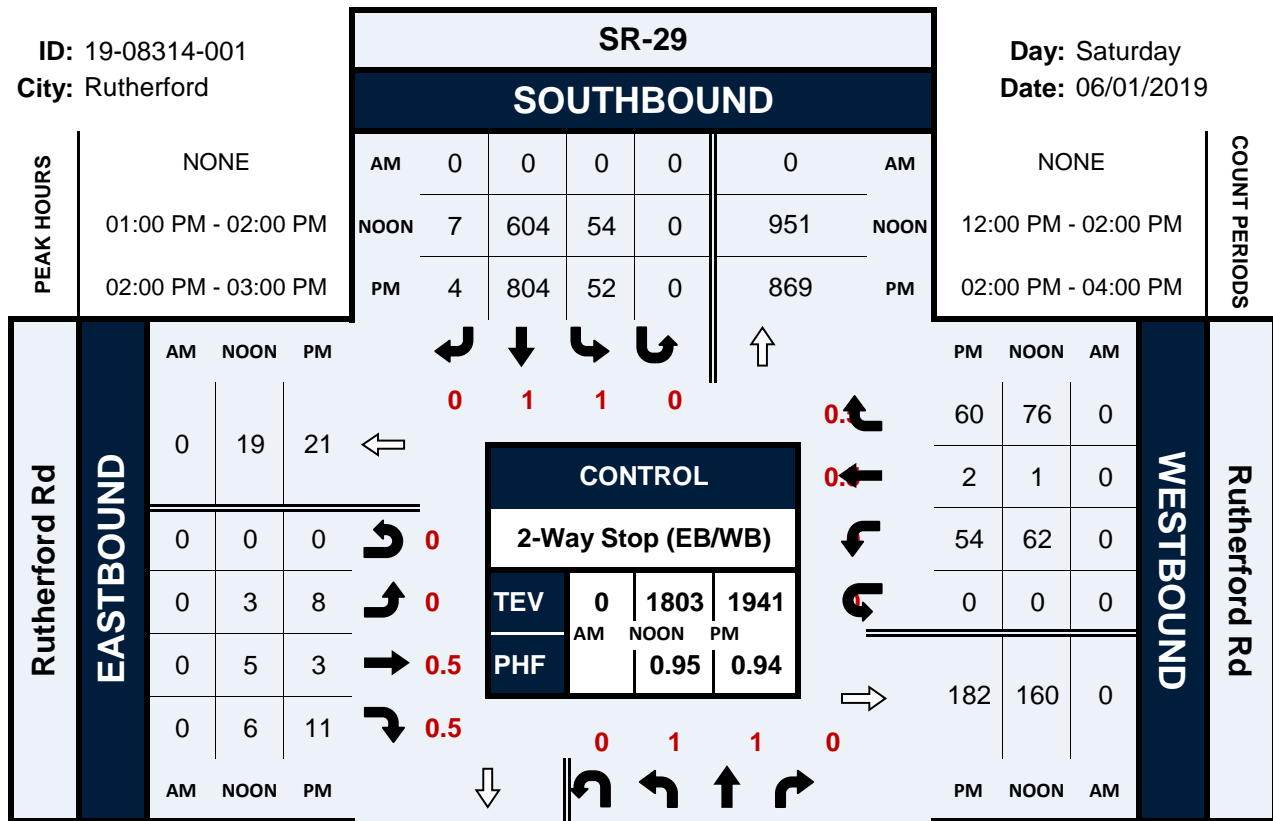 ID: 19-08314-001
City: Rutherford
SR-29
SOUTHBOUND
Day: Saturday
Date: 06/01/2019
PEAK HOURS
NONE
01:00 PM - 02:00 PM
02:00 PM - 03:00 PM
AM 0 0 0 0 0 AM
NOON 7 604 54 0 951 NOON
PM 4 804 52 0 869 PM
NONE
12:00 PM - 02:00 PM
02:00 PM - 04:00 PM
COUNT PERIODS
0 1 1 0
Rutherford Rd
EASTBOUND
AM NOON PM
0 19 21
0 0 0 0
0 3 8 0
0 5 3 0.5
0 6 11 0.5
AM NOON PM
CONTROL
2-Way Stop (EB/WB)
TEV 0 1803 1941
AM NOON PM
PHF 0.95 0.94
0 1 1 0
PM NOON AM
60 76 0
2 1 0
54 62 0
0 0 0
182 160 0
PM NOON AM
WESTBOUND
Rutherford Rd